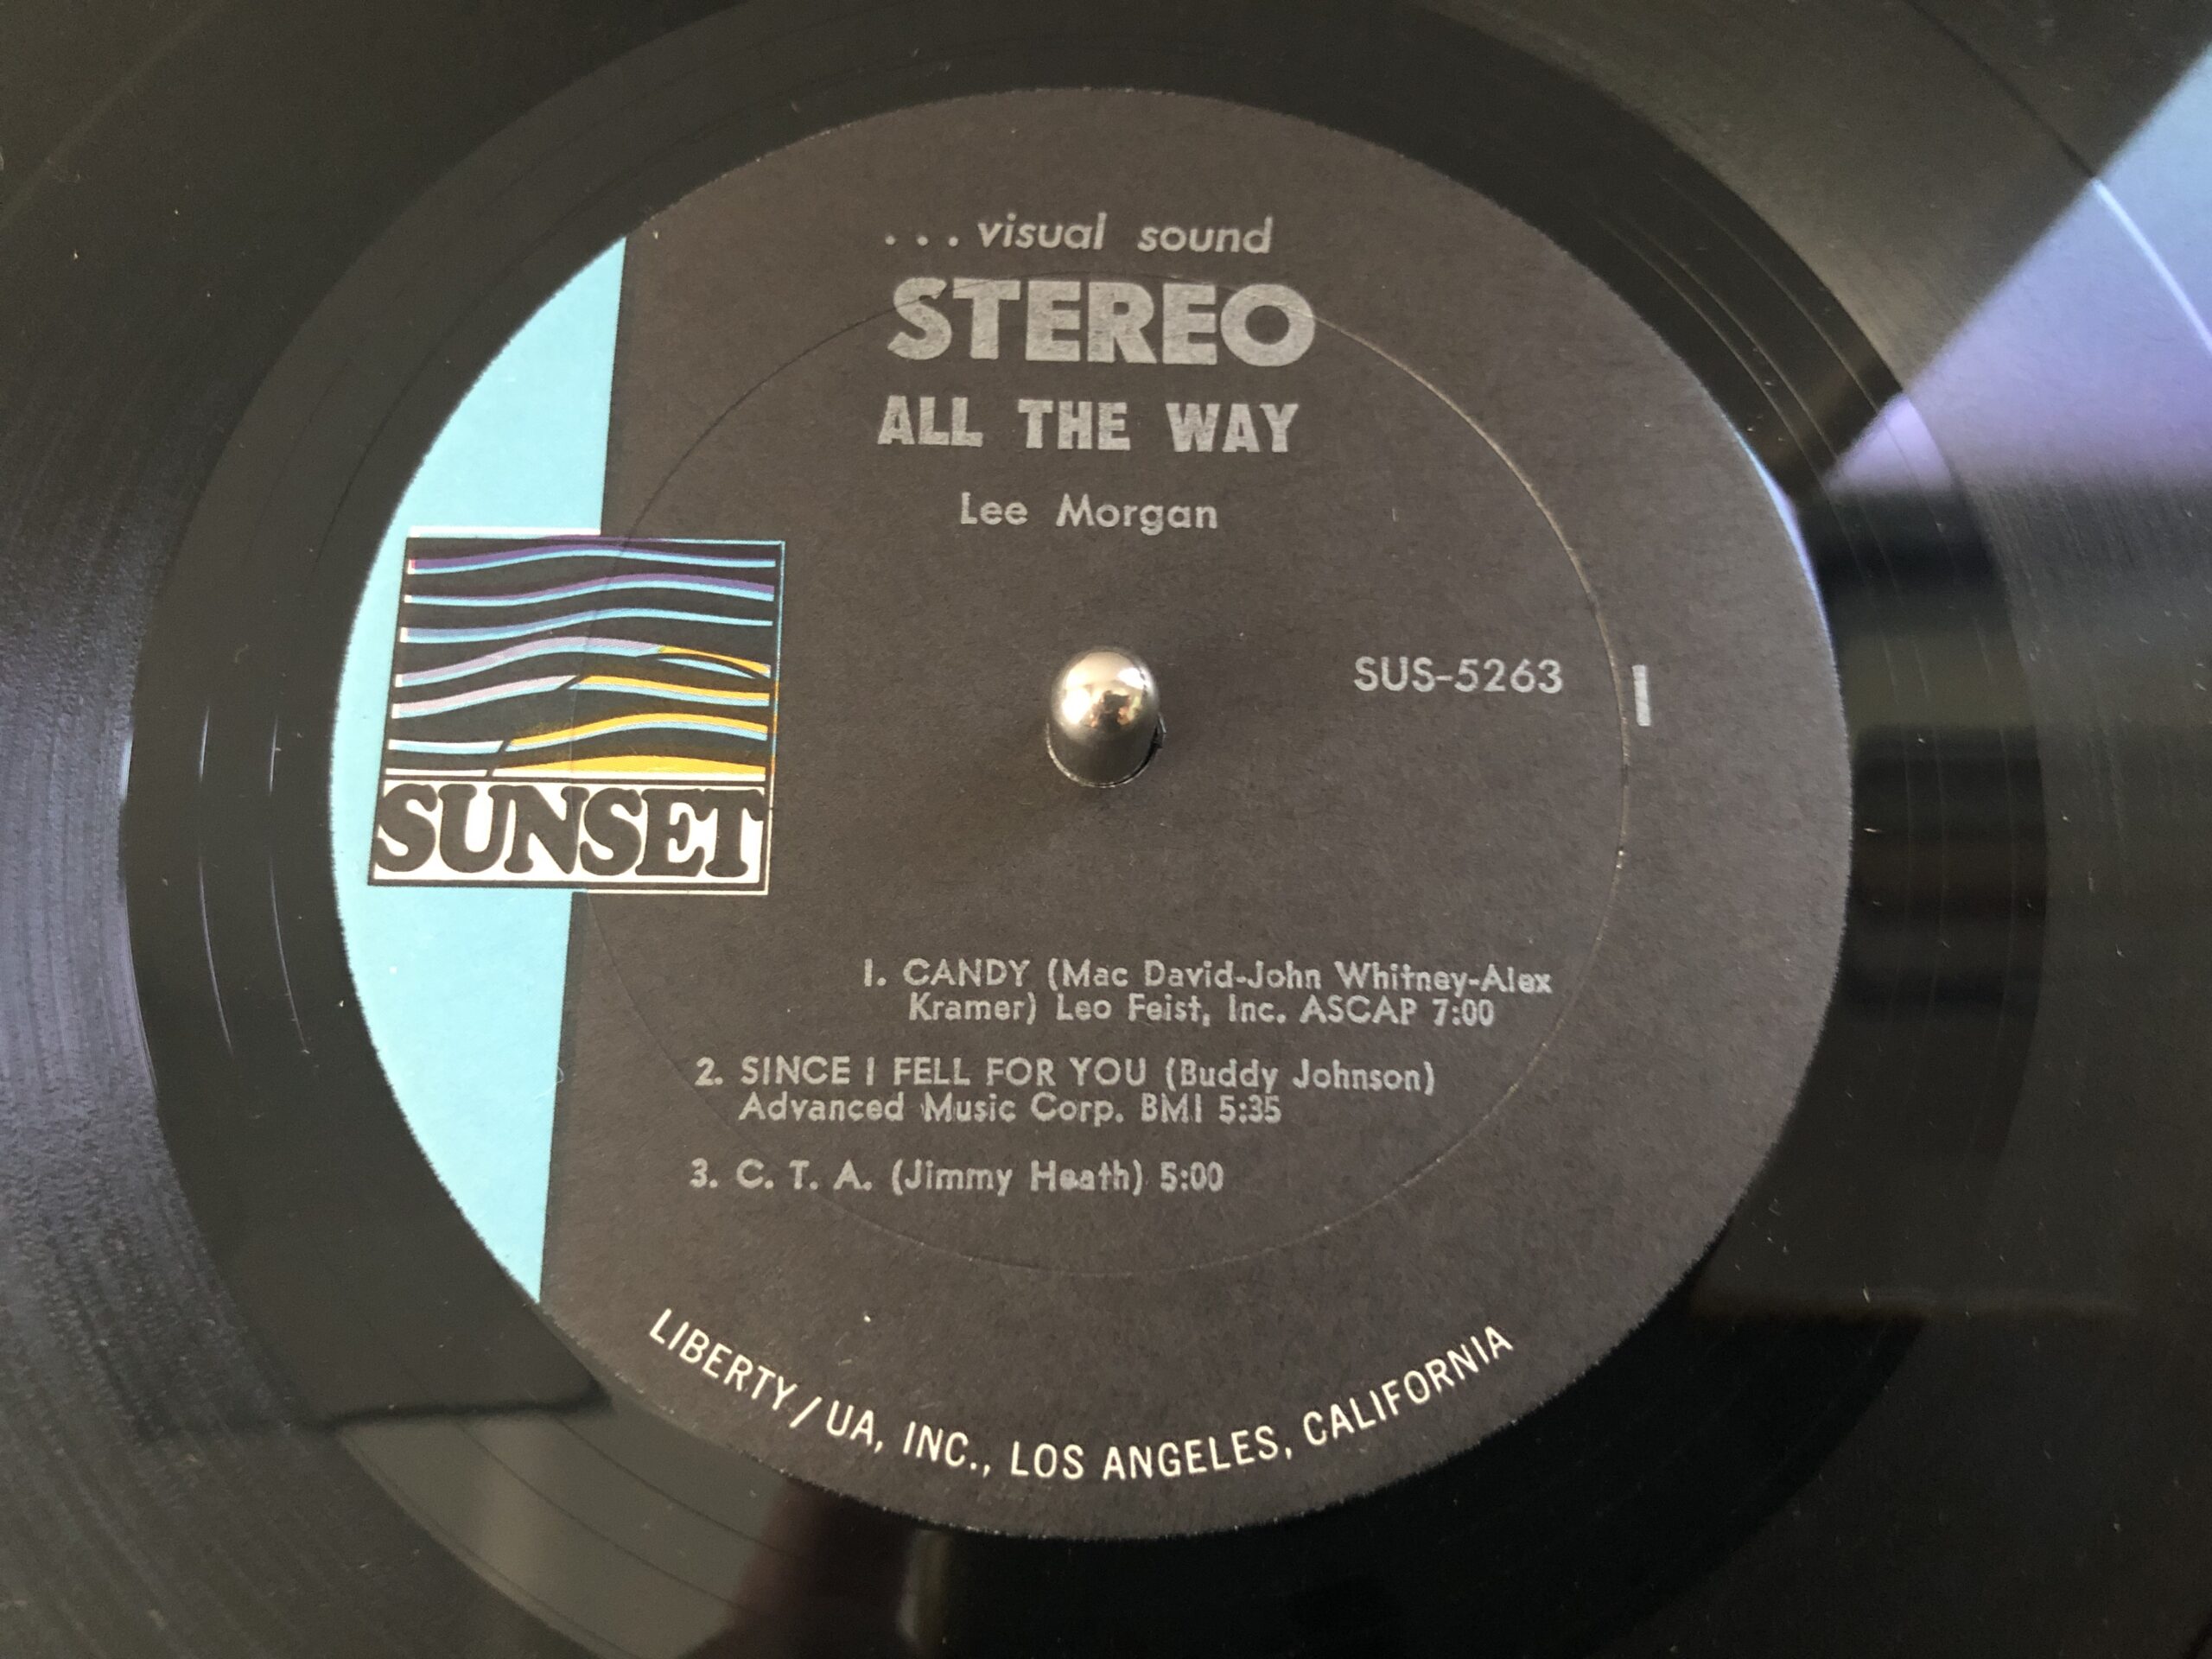 ...visual sound
STEREO
ALL THE WAY
Lee Morgan
SUS-5263
I
SUNSET
1. CANDY (Mac David-John Whitney-Alex
Kramer) Leo Feist, Inc. ASCAP 7:00
2. SINCE I FELL FOR YOU (Buddy Johnson)
Advanced Music Corp. BMI 5:35
3. C. T. A. (Jimmy Heath) 5:00
LIBERTY/UA, INC., LOS ANGELES, CALIFORNIA